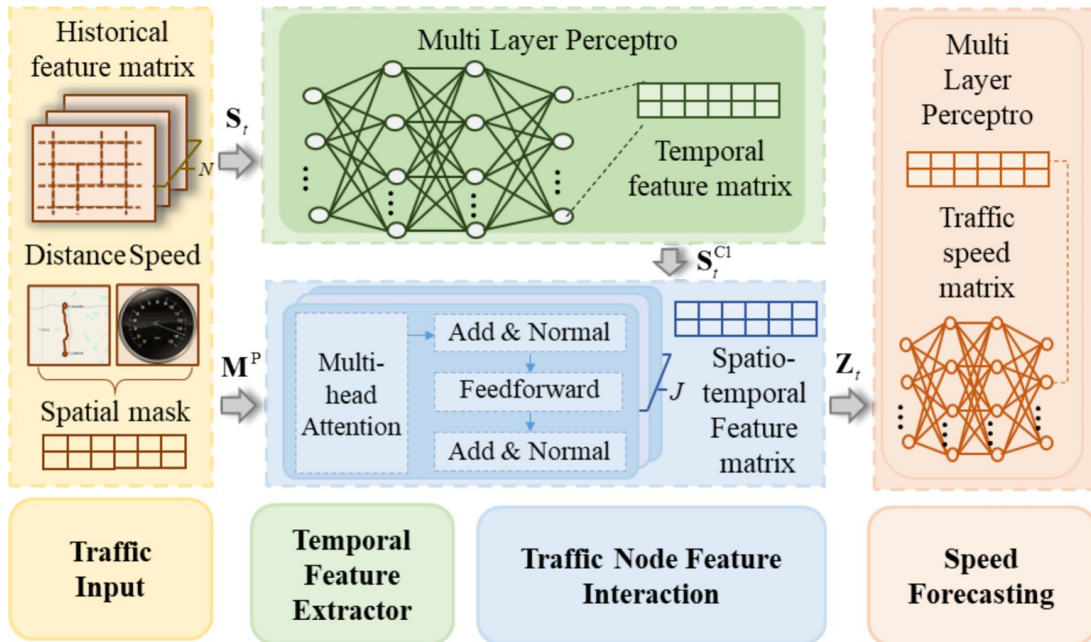 Historical
feature matrix
N
Distance Speed
Spatial mask
S_t
M^P
Multi Layer Perceptro
Temporal
feature matrix
S_t^C1
Multi-
head
Attention
Add & Normal
Feedforward
Add & Normal
J
Spatio-
temporal
Feature
matrix
Z_t
Multi
Layer
Perceptro
Traffic
speed
matrix
Traffic
Input
Temporal
Feature
Extractor
Traffic Node Feature
Interaction
Speed
Forecasting